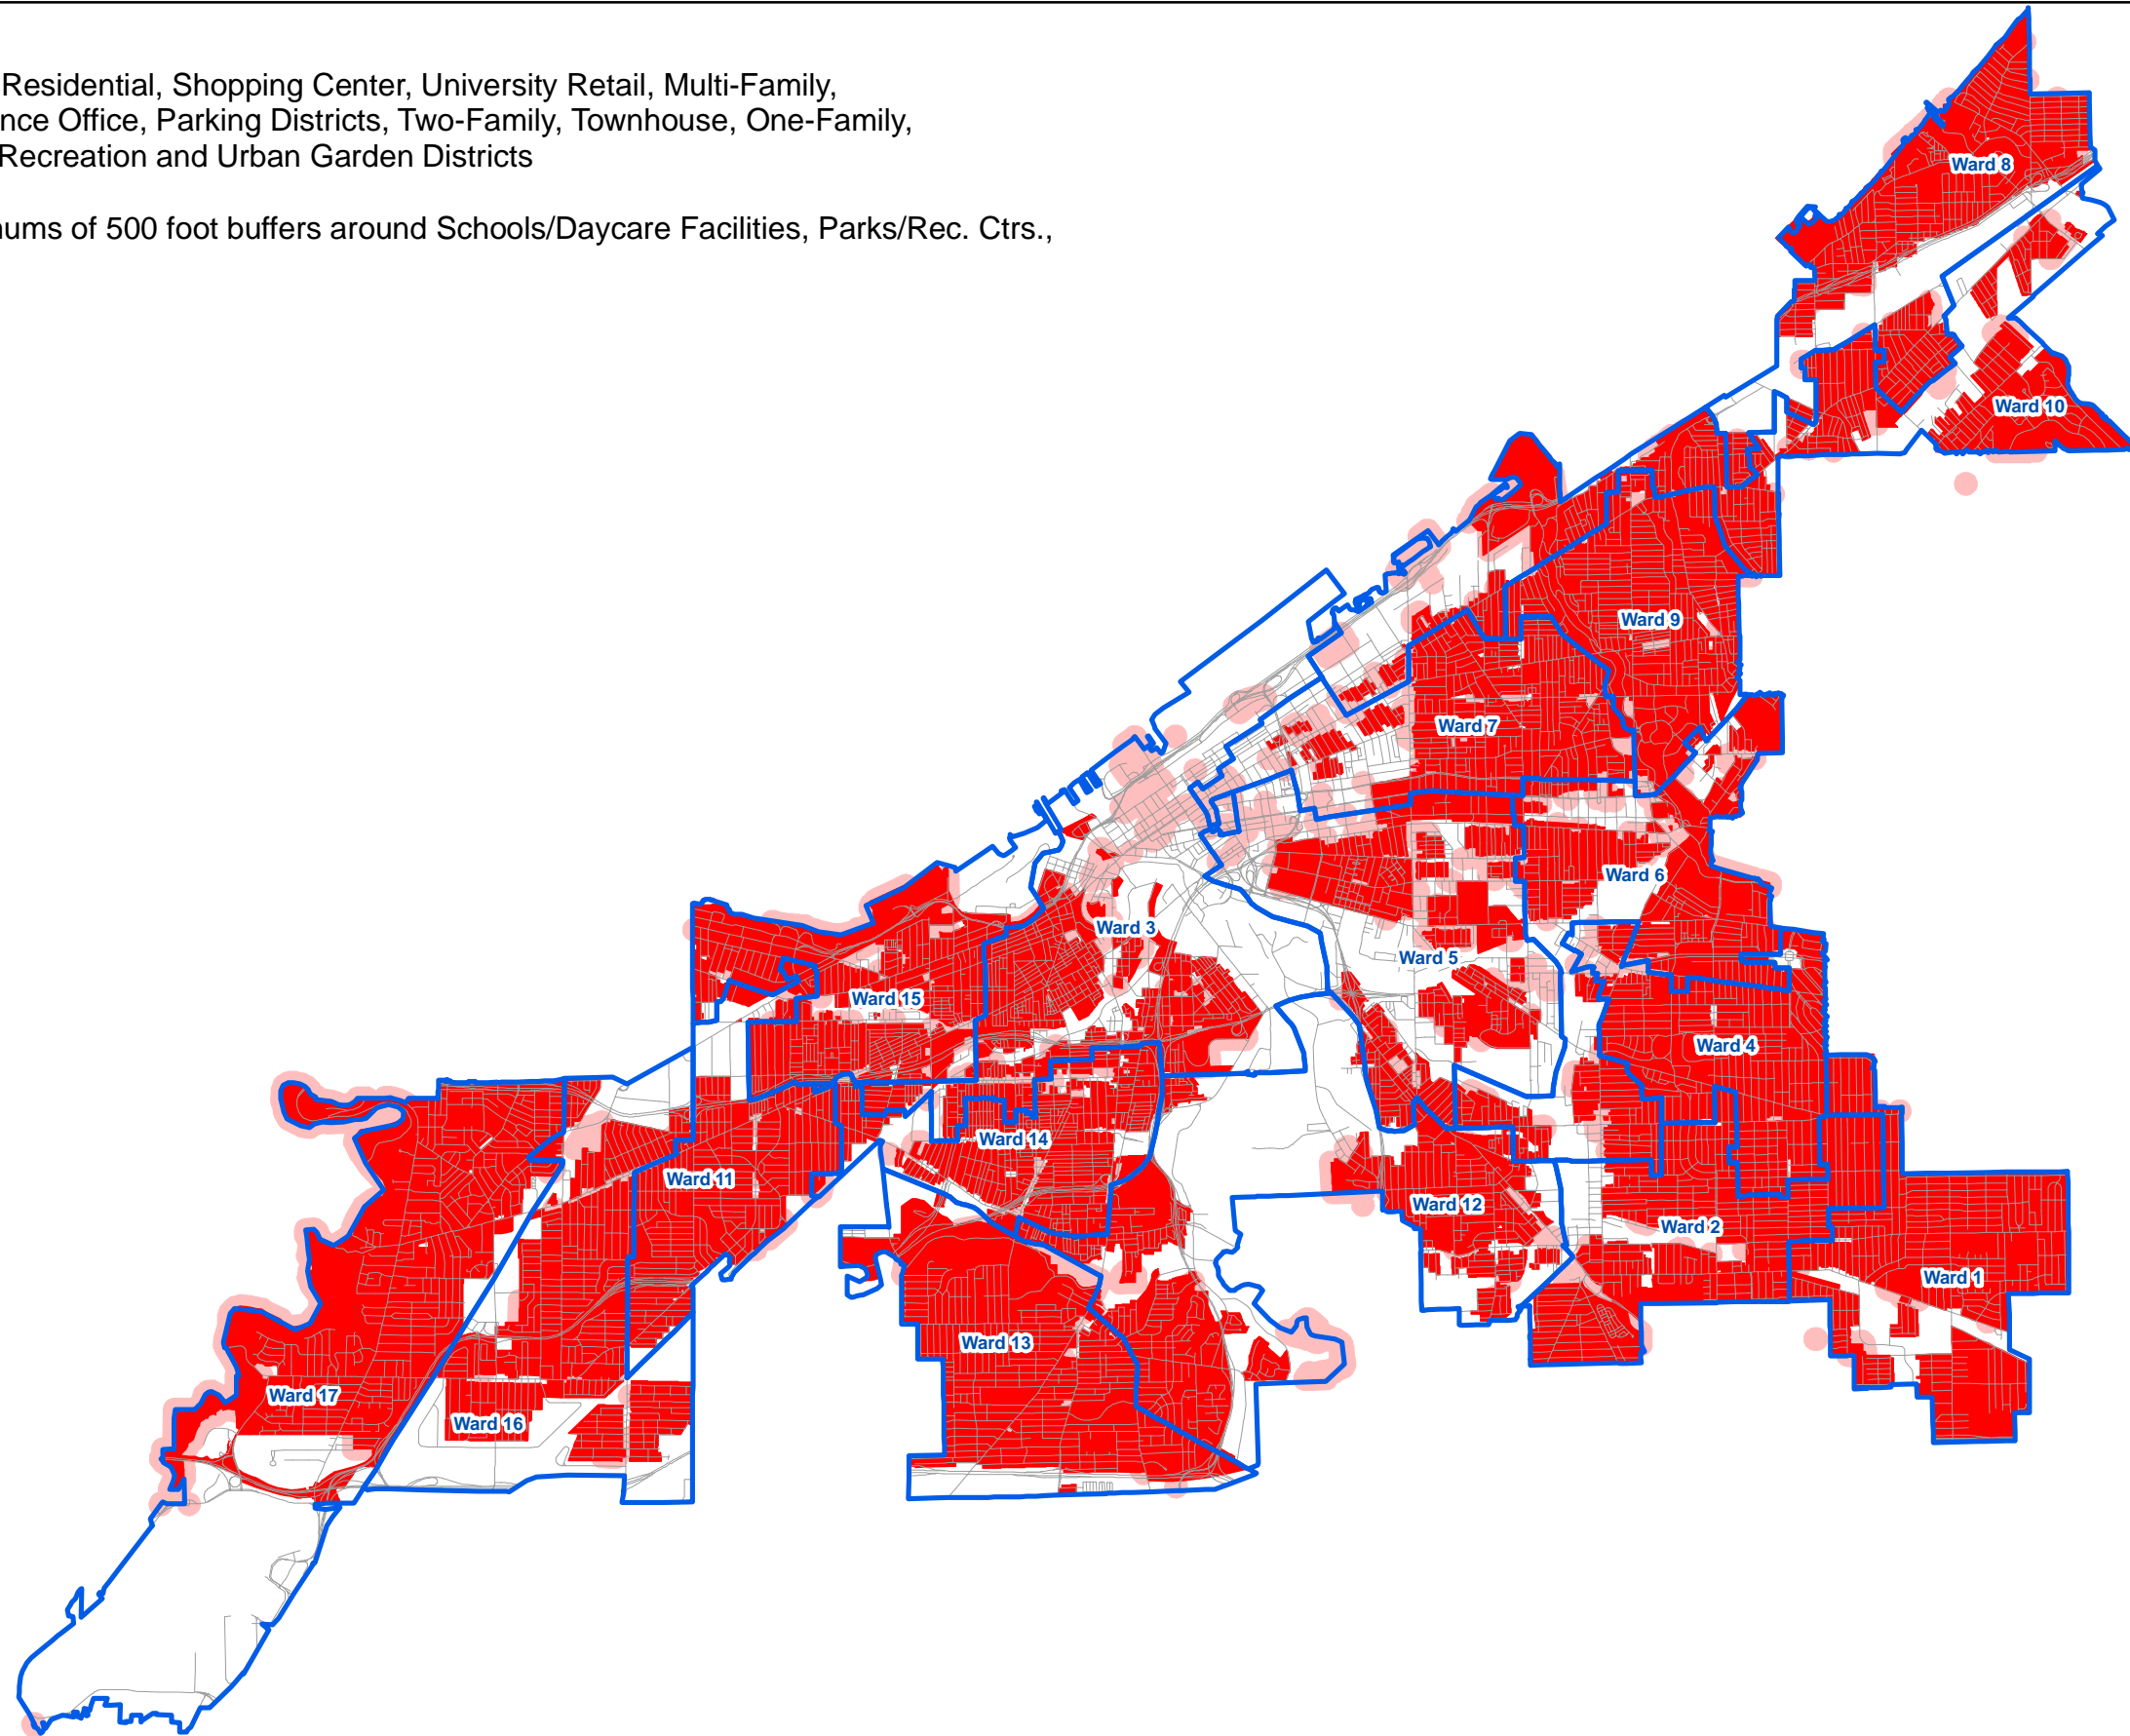 Residential, Shopping Center, University Retail, Multi-Family,
Office, Parking Districts, Two-Family, Townhouse, One-Family,
Recreation and Urban Garden Districts
of 500 foot buffers around Schools/Daycare Facilities, Parks/Rec. Ctrs.,
Ward 8
Ward 10
Ward 9
Ward 7
Ward 6
Ward 3
Ward 5
Ward 15
Ward 4
Ward 14
Ward 11
Ward 12
Ward 2
Ward 1
Ward 13
Ward 17
Ward 16